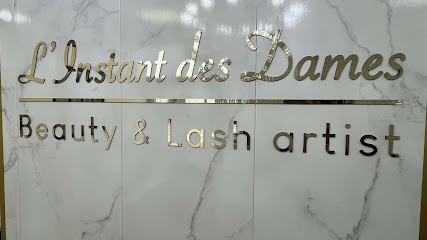 L'Instant des Dames
Beauty & Lash artist